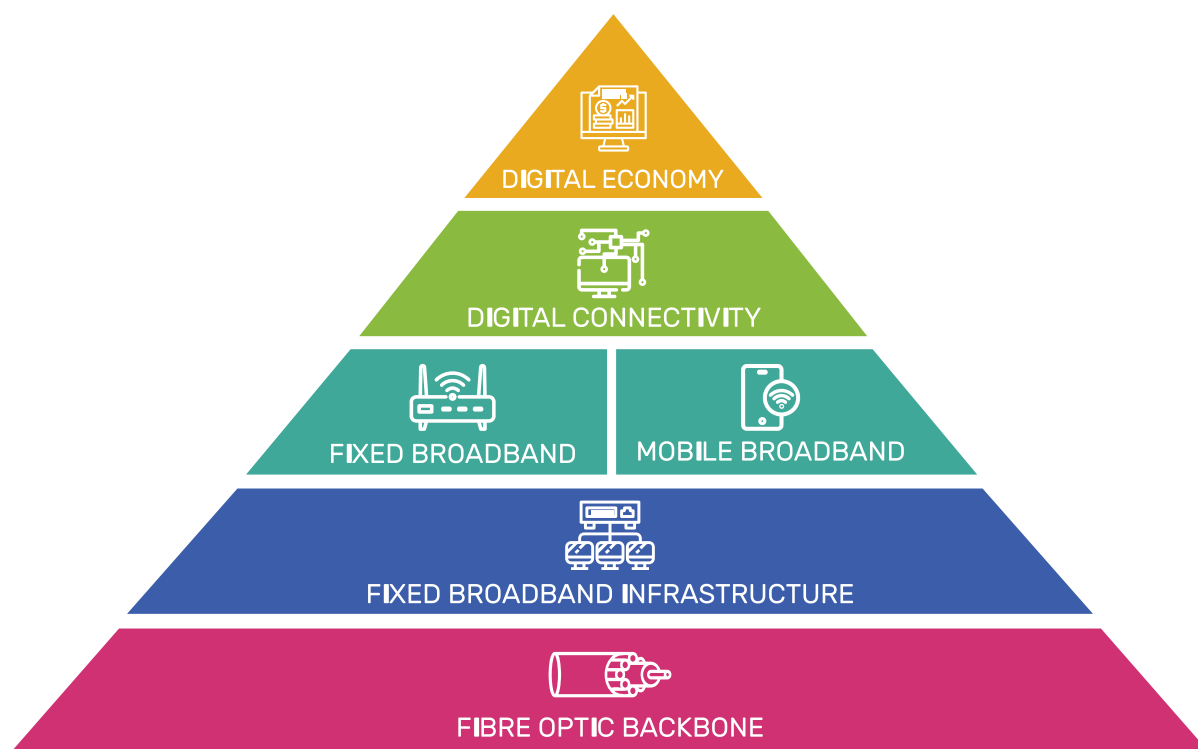 DIGITAL ECONOMY
DIGITAL CONNECTIVITY
FIXED BROADBAND
MOBILE BROADBAND
FIXED BROADBAND INFRASTRUCTURE
FIBRE OPTIC BACKBONE